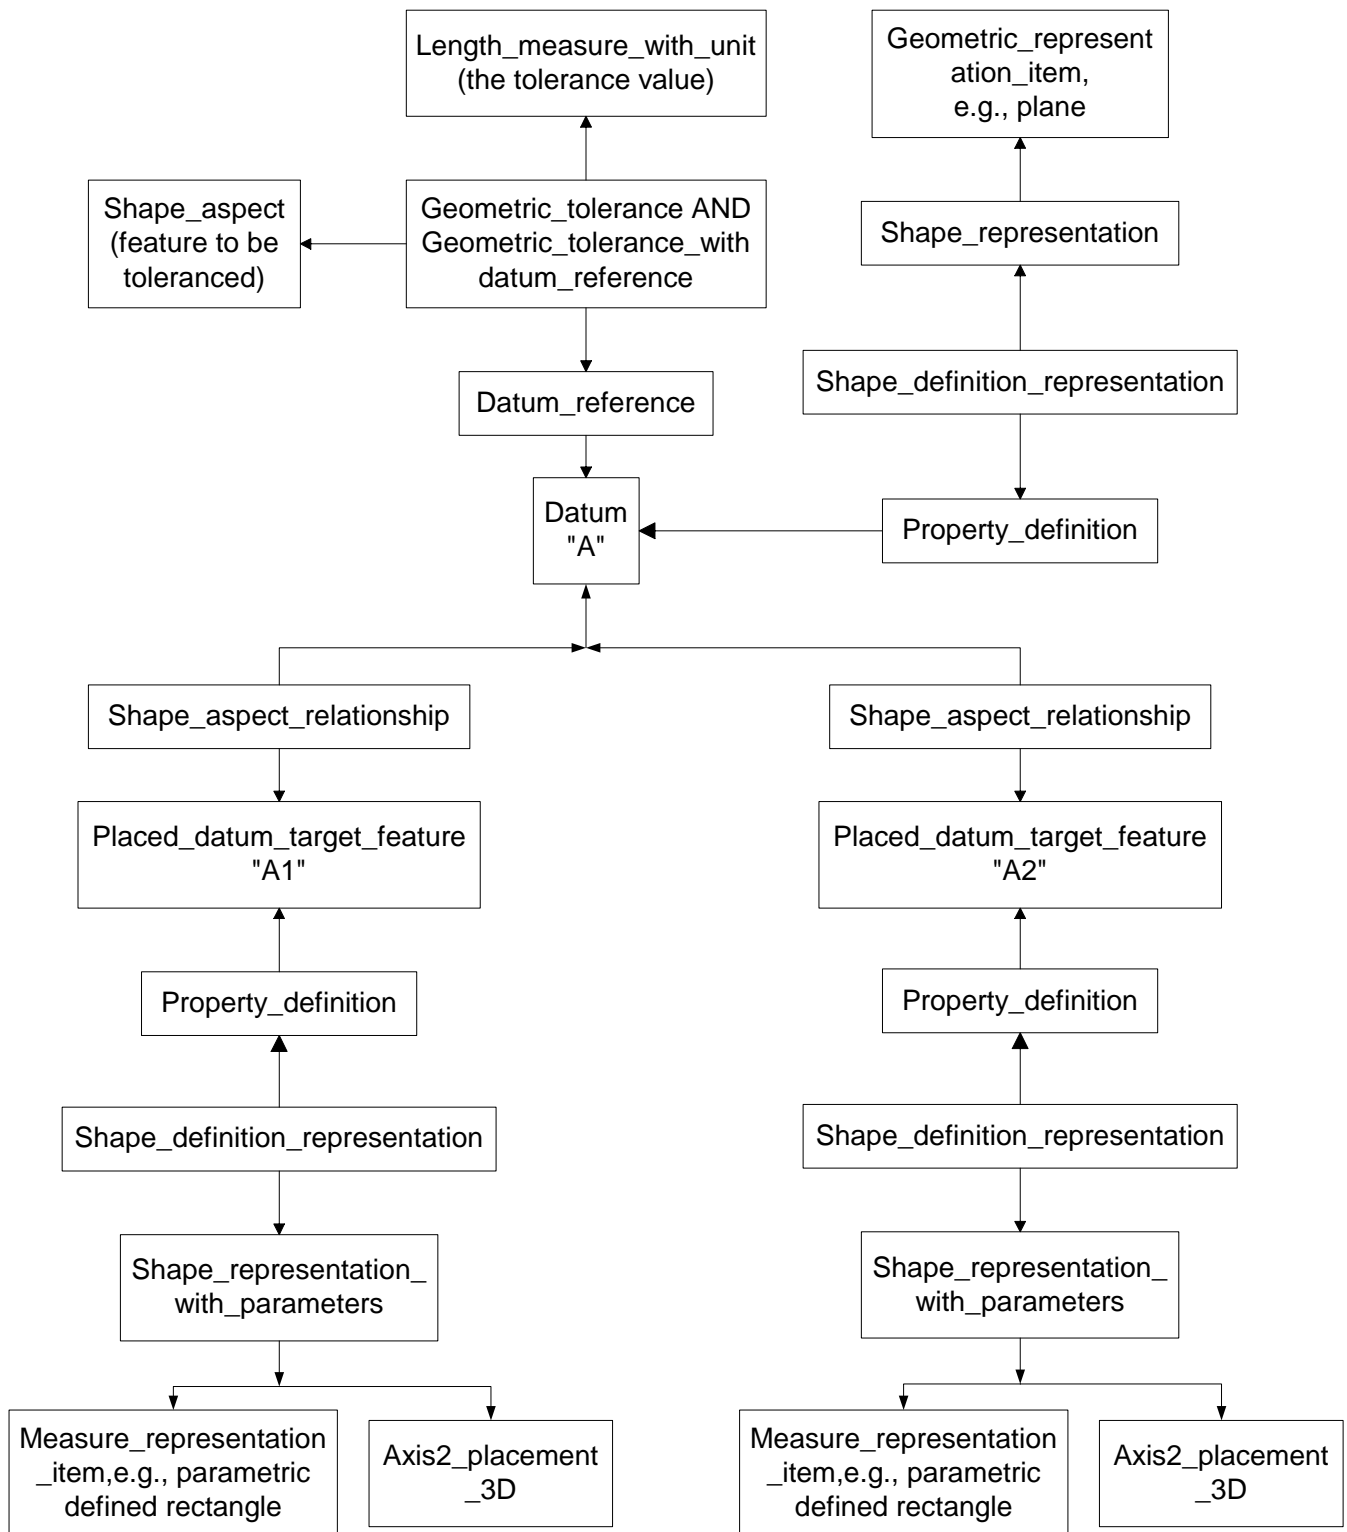 Length_measure_with_unit
(the tolerance value)
Geometric_represent
ation_item,
e.g., plane
Shape_aspect
(feature to be
toleranced)
Geometric_tolerance AND
Geometric_tolerance_with
datum_reference
Shape_representation
Shape_definition_representation
Datum_reference
Datum
"A"
Property_definition
Shape_aspect_relationship
Shape_aspect_relationship
Placed_datum_target_feature
"A1"
Placed_datum_target_feature
"A2"
Property_definition
Property_definition
Shape_definition_representation
Shape_definition_representation
Shape_representation_
with_parameters
Shape_representation_
with_parameters
Measure_representation
_item,e.g., parametric
defined rectangle
Axis2_placement
_3D
Measure_representation
_item,e.g., parametric
defined rectangle
Axis2_placement
_3D